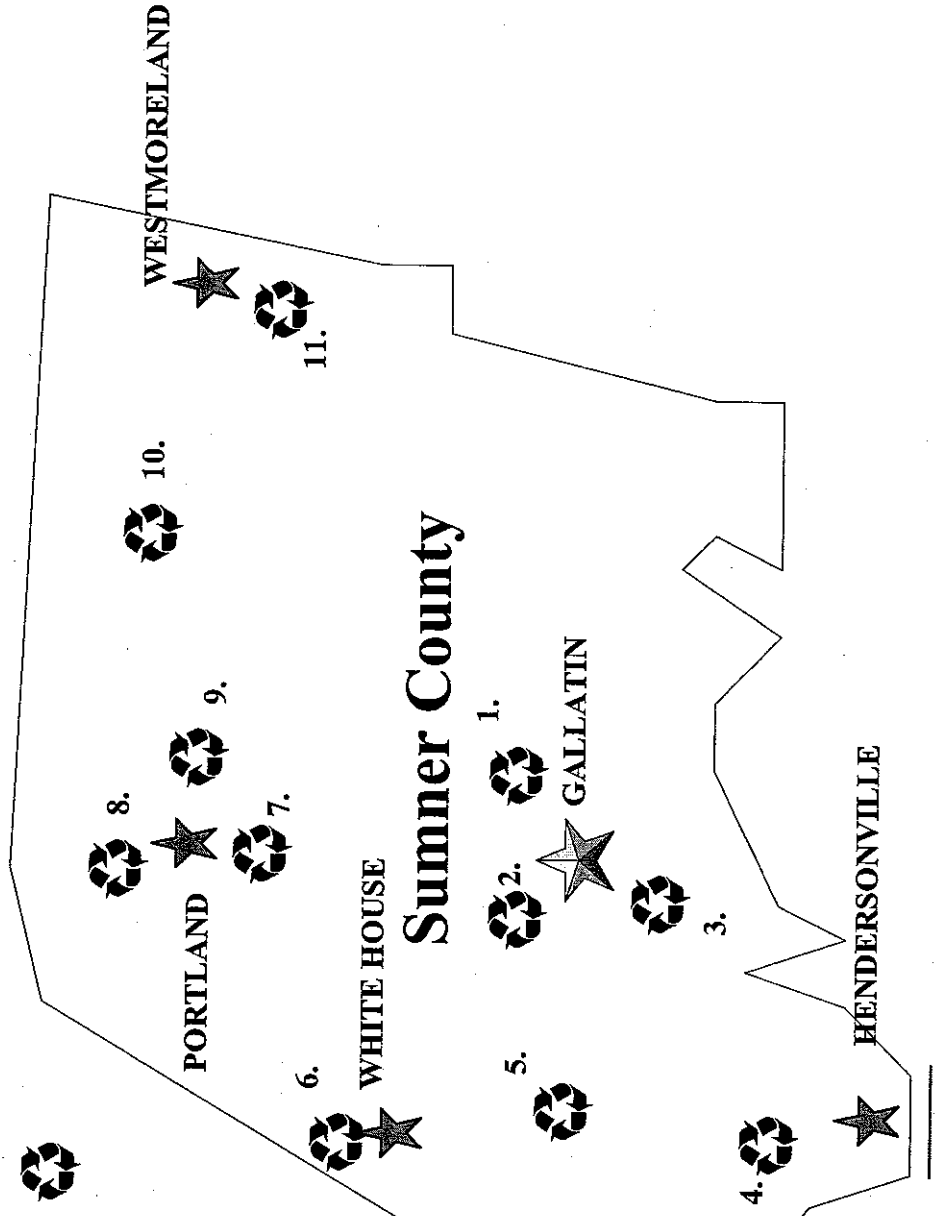 WESTMORELAND
11.
10.
9.
8.
7.
PORTLAND
Sumner County
WHITE HOUSE
6.
1.
GALLATIN
2.
3.
5.
HENDERSONVILLE
4.